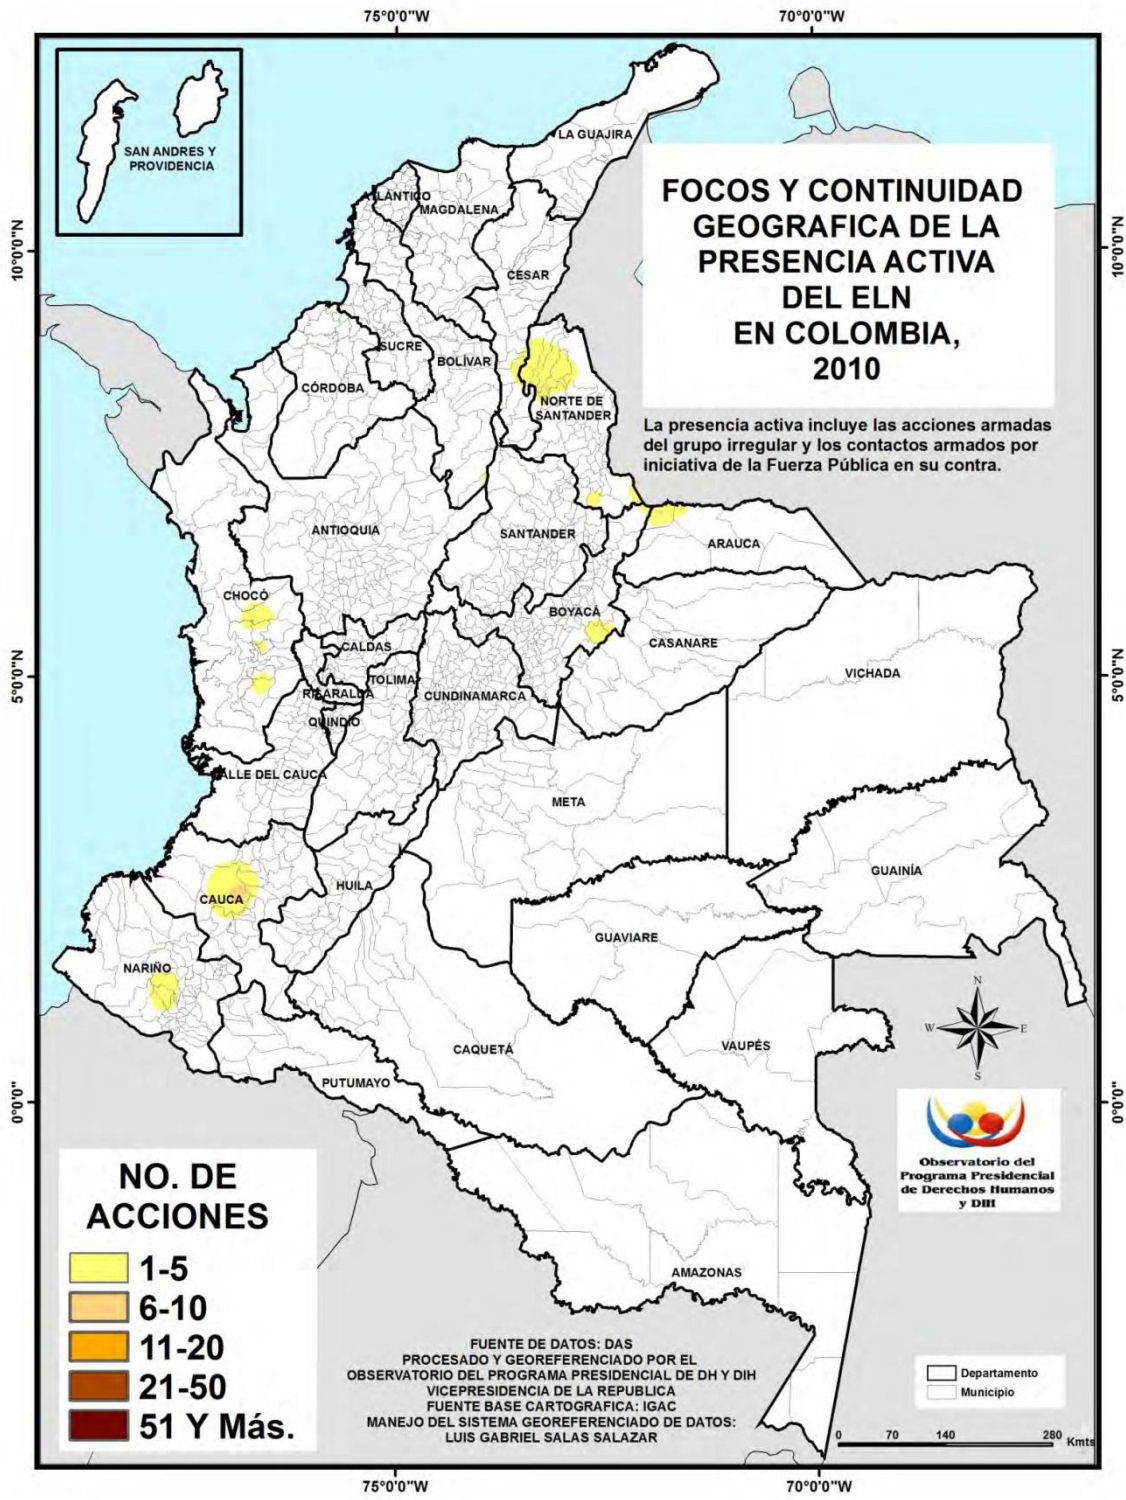 75°0'0"W
70°0'0"W
SAN ANDRES Y
PROVIDENCIA
LA GUAJIRA
FOCOS Y CONTINUIDAD
GEOGRAFICA DE LA
PRESENCIA ACTIVA
DEL ELN
EN COLOMBIA,
2010
La presencia activa incluye las acciones armadas
del grupo irregular y los contactos armados por
iniciativa de la Fuerza Pública en su contra.
10°0'0"N
10°0'0"N
ATLÁNTICO
MAGDALENA
CESAR
SUCRE
BOLÍVAR
CÓRDOBA
NORTE DE
SANTANDER
ANTIOQUIA
SANTANDER
ARAUCA
CHOCÓ
BOYACÁ
CALDAS
CASANARE
VICHADA
5°0'0"N
5°0'0"N
TOLIMA
RISARALDA
CUNDINAMARCA
QUINDÍO
VALLE DEL CAUCA
META
GUAINÍA
HUILA
CAUCA
GUAVIARE
NARIÑO
N
W
E
S
VAUPÉS
CAQUETÁ
PUTUMAYO
0°0'0"
0°0'0"
Observatorio del
Programa Presidencial
de Derechos Humanos
y DIH
AMAZONAS
NO. DE
ACCIONES
1-5
6-10
11-20
21-50
51 Y Más.
FUENTE DE DATOS: DAS
PROCESADO Y GEOREFERENCIADO POR EL
OBSERVATORIO DEL PROGRAMA PRESIDENCIAL DE DH Y DIH
VICEPRESIDENCIA DE LA REPUBLICA
FUENTE BASE CARTOGRAFICA: IGAC
MANEJO DEL SISTEMA GEOREFERENCIADO DE DATOS:
LUIS GABRIEL SALAS SALAZAR
Departamento
Municipio
0 70 140 280
Kmts
75°0'0"W
70°0'0"W